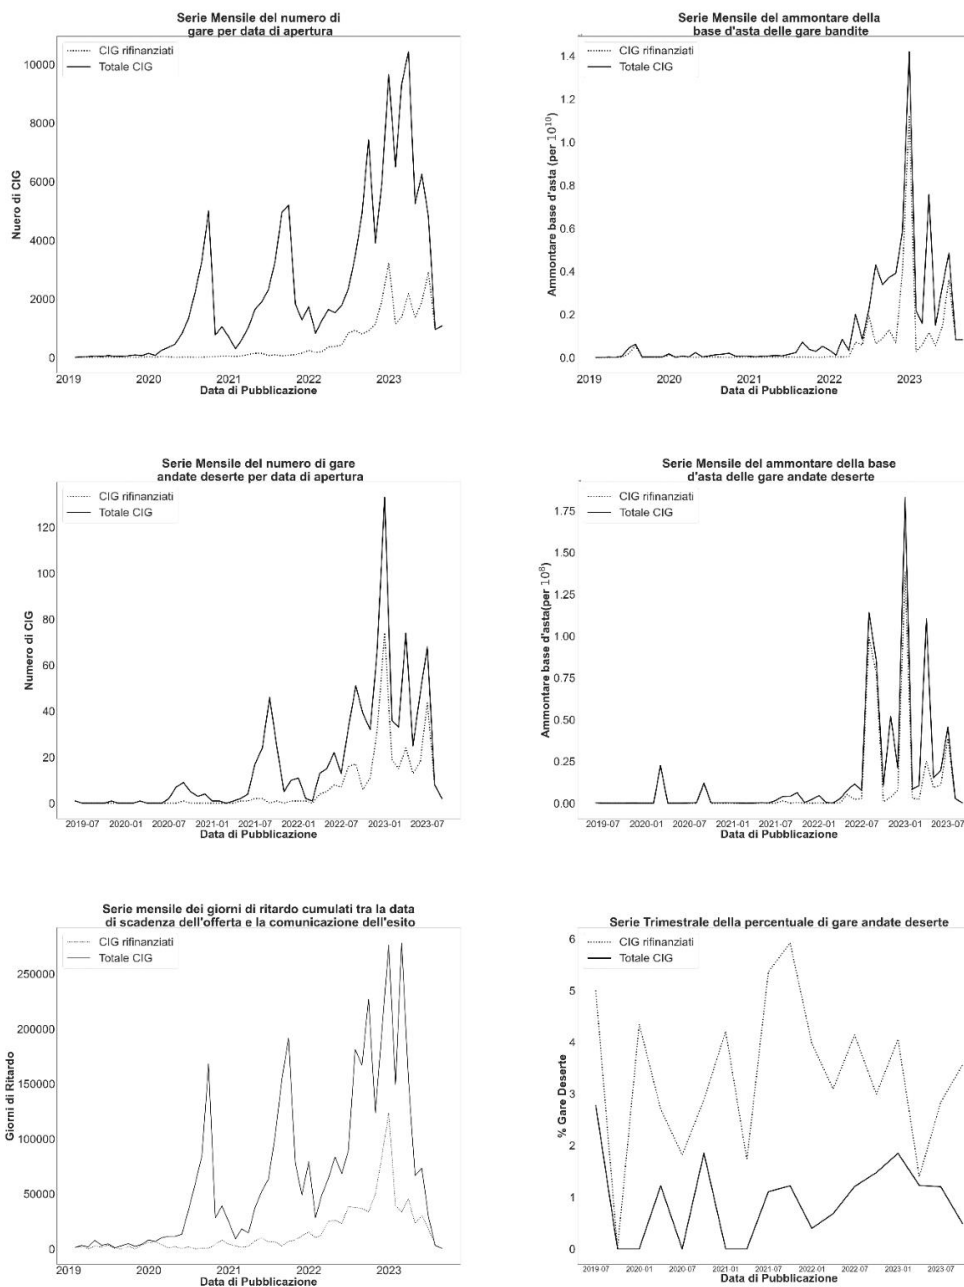 Serie Mensile del numero di
gare per data di apertura
CIG rifinanziati
Totale CIG
10000
8000
6000
4000
2000
0
Nuero di CIG
2019 2020 2021 2022 2023
Data di Pubblicazione
Serie Mensile del ammontare della
base d'asta delle gare bandite
CIG rifinanziati
Totale CIG
1.4
1.2
1.0
0.8
0.6
0.4
0.2
0.0
Ammontare base d'asta (per 10^10)
2019 2020 2021 2022 2023
Data di Pubblicazione
Serie Mensile del numero di gare
andate deserte per data di apertura
CIG rifinanziati
Totale CIG
120
100
80
60
40
20
0
Numero di CIG
2019-07 2020-01 2020-07 2021-01 2021-07 2022-01 2022-07 2023-01 2023-07
Data di Pubblicazione
Serie Mensile del ammontare della base
d'asta delle gare andate deserte
CIG rifinanziati
Totale CIG
1.75
1.50
1.25
1.00
0.75
0.50
0.25
0.00
Ammontare base d'asta(per 10^8)
2019-07 2020-01 2020-07 2021-01 2021-07 2022-01 2022-07 2023-01 2023-07
Data di Pubblicazione
Serie mensile dei giorni di ritardo cumulati tra la data
di scadenza dell'offerta e la comunicazione dell'esito
CIG rifinanziati
Totale CIG
250000
200000
150000
100000
50000
0
Giorni di Ritardo
2019 2020 2021 2022 2023
Data di Pubblicazione
Serie Trimestrale della percentuale di gare andate deserte
CIG rifinanziati
Totale CIG
6
5
4
3
2
1
0
% Gare Deserte
2019-07 2020-01 2020-07 2021-01 2021-07 2022-01 2022-07 2023-01 2023-07
Data di Pubblicazione